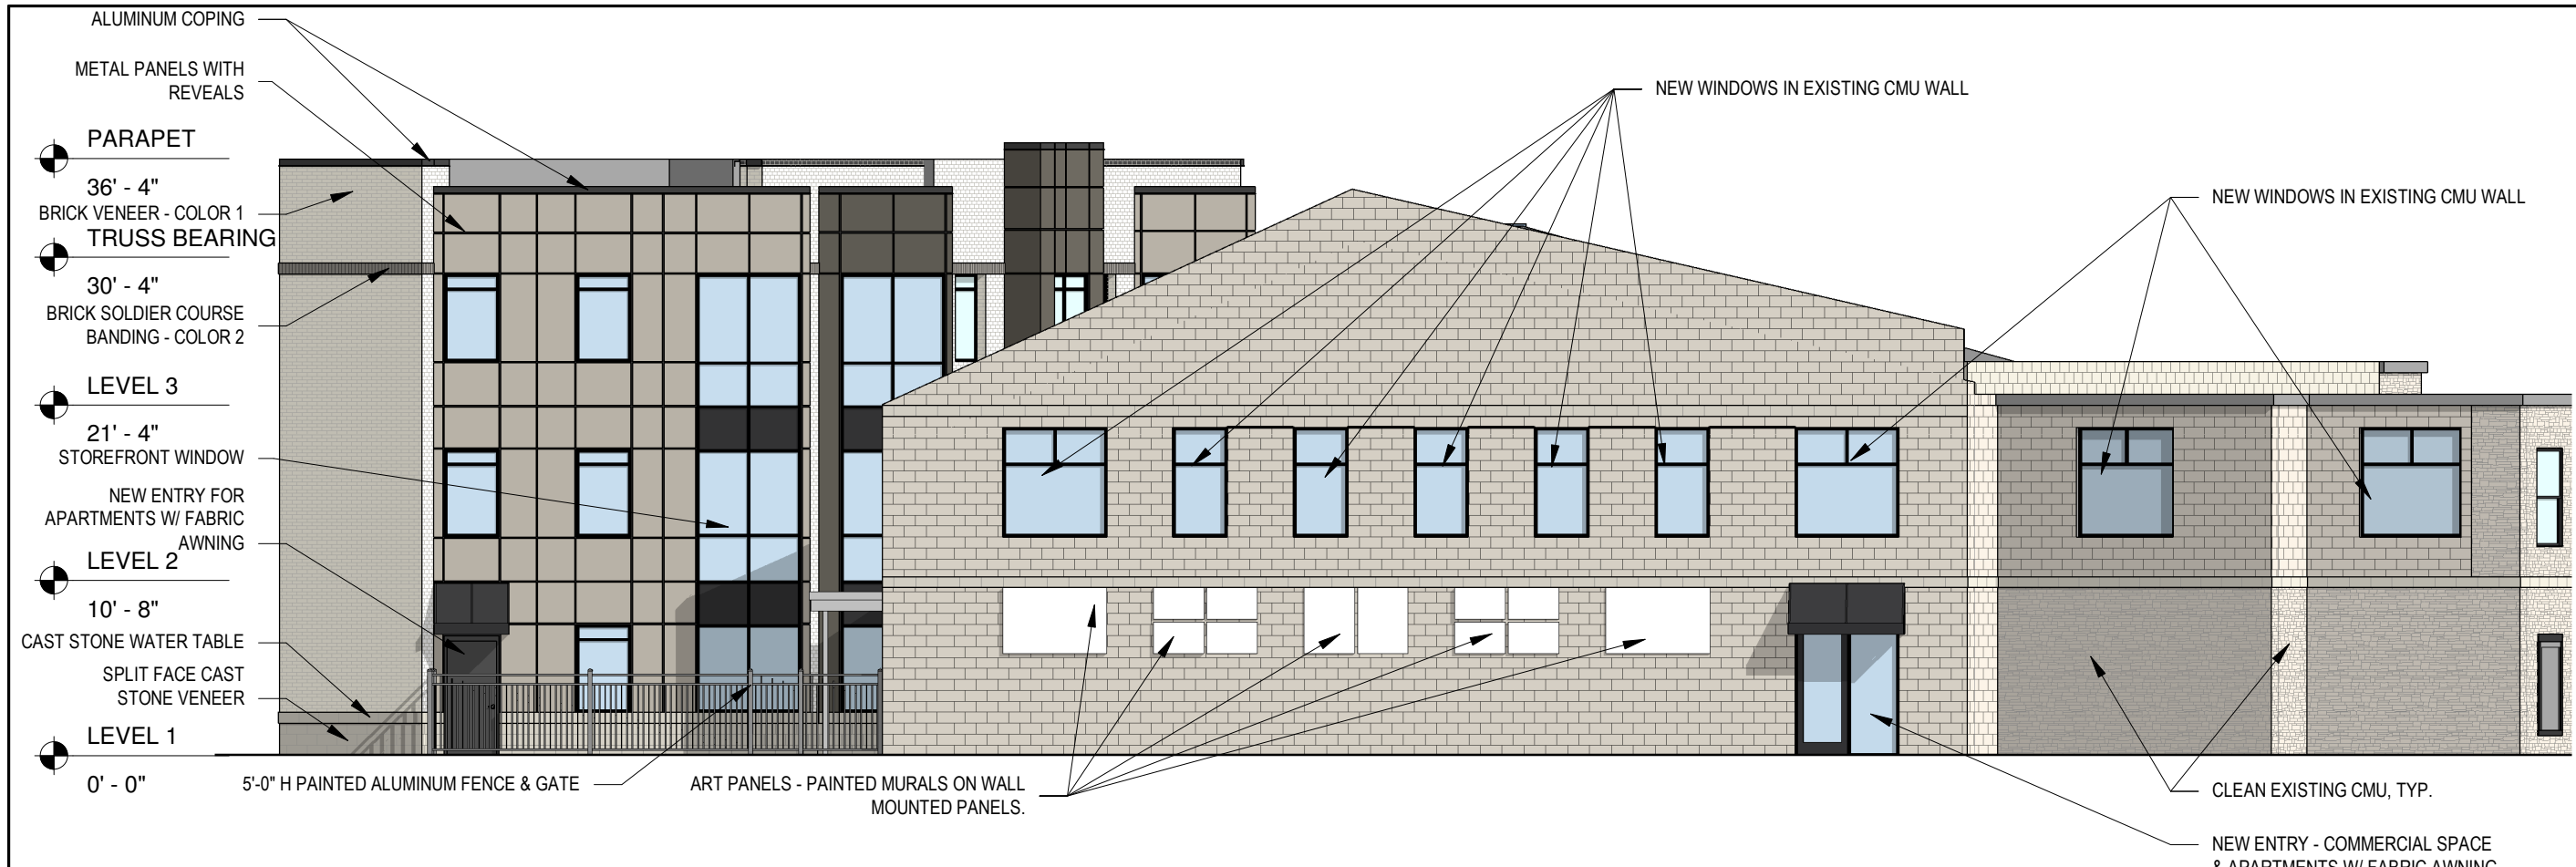 ALUMINUM COPING
METAL PANELS WITH
REVEALS
PARAPET
36' - 4"
BRICK VENEER - COLOR 1
TRUSS BEARING
30' - 4"
BRICK SOLDIER COURSE
BANDING - COLOR 2
LEVEL 3
21' - 4"
STOREFRONT WINDOW
NEW ENTRY FOR
APARTMENTS W/ FABRIC
AWNING
LEVEL 2
10' - 8"
CAST STONE WATER TABLE
SPLIT FACE CAST
STONE VENEER
LEVEL 1
0' - 0"
5'-0" H PAINTED ALUMINUM FENCE & GATE
ART PANELS - PAINTED MURALS ON WALL
MOUNTED PANELS.
NEW WINDOWS IN EXISTING CMU WALL
NEW WINDOWS IN EXISTING CMU WALL
CLEAN EXISTING CMU, TYP.
NEW ENTRY - COMMERCIAL SPACE
& APARTMENTS W/ FABRIC AWNING